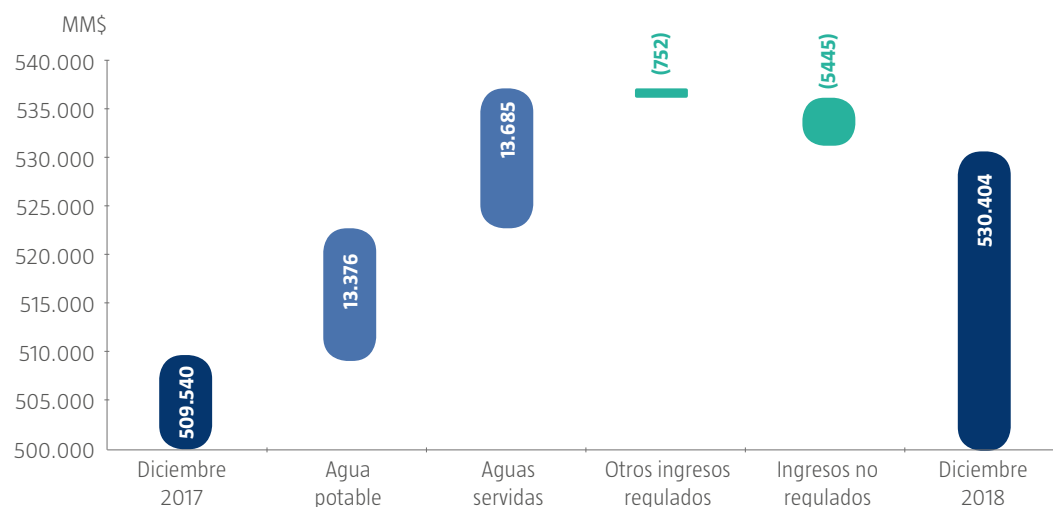 MM$
540.000
535.000
530.000
525.000
520.000
515.000
510.000
505.000
500.000
509.540
13.376
13.685
(752)
(5445)
530.404
Diciembre
2017
Agua
potable
Aguas
servidas
Otros ingresos
regulados
Ingresos no
regulados
Diciembre
2018